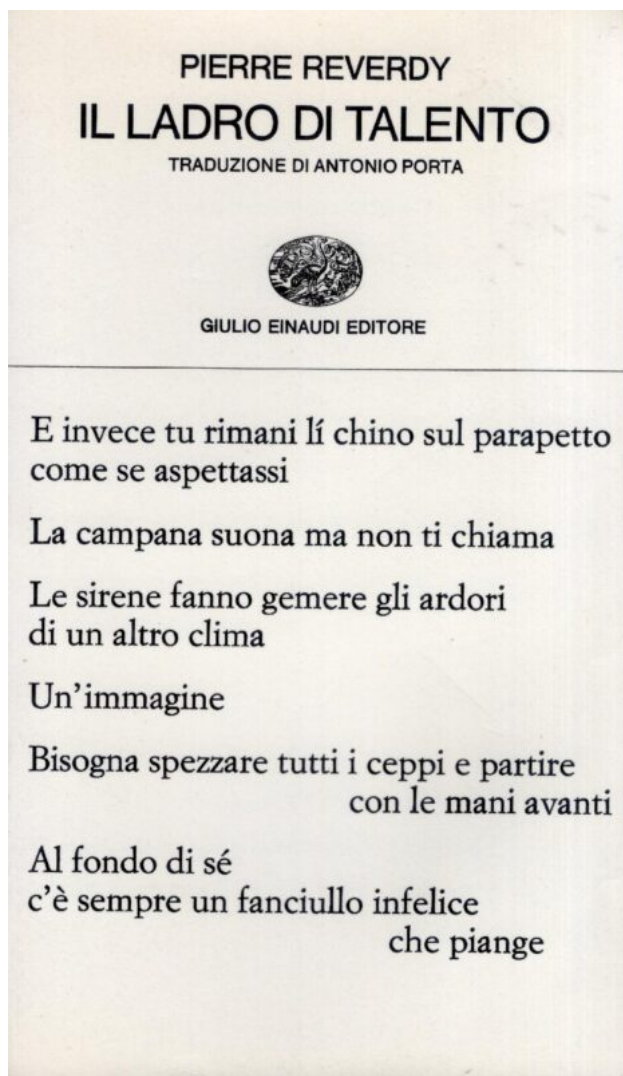 PIERRE REVERDY
IL LADRO DI TALENTO
TRADUZIONE DI ANTONIO PORTA
GIULIO EINAUDI EDITORE
E invece tu rimani lí chino sul parapetto
come se aspettassi
La campana suona ma non ti chiama
Le sirene fanno gemere gli ardori
di un altro clima
Un'immagine
Bisogna spezzare tutti i ceppi e partire
con le mani avanti
Al fondo di sé
c'è sempre un fanciullo infelice
che piange